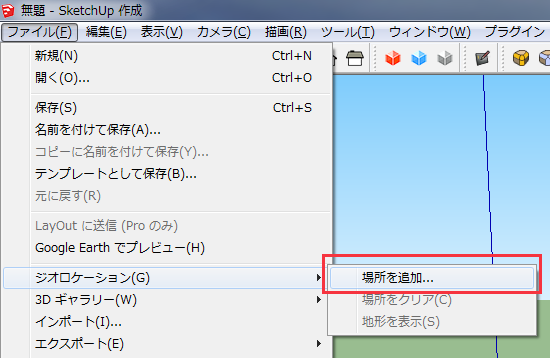 無題 - SketchUp 作成
ファイル(F) 編集(E) 表示(V) カメラ(C) 描画(R) ツール(T) ウィンドウ(W) プラグイン
新規(N) Ctrl+N
開く(O)... Ctrl+O
保存(S) Ctrl+S
名前を付けて保存(A)...
コピーに名前を付けて保存(Y)...
テンプレートとして保存(B)...
元に戻す(R)
LayOut に送信 (Pro のみ)
Google Earth でプレビュー(H)
ジオロケーション(G)
場所を追加...
3D ギャラリー(W)
場所をクリア(C)
インポート(I)...
地形を表示(S)
エクスポート(E)